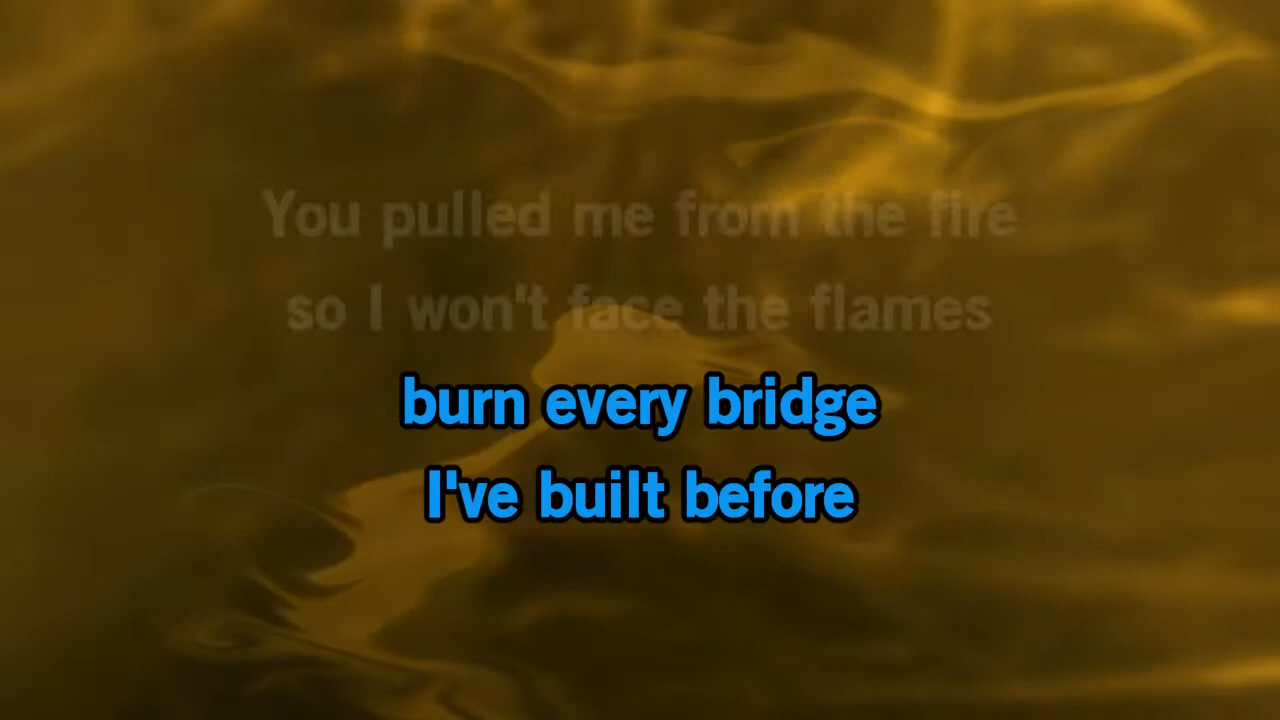 You pulled me from the fire
so I won't face the flames
burn every bridge
I've built before